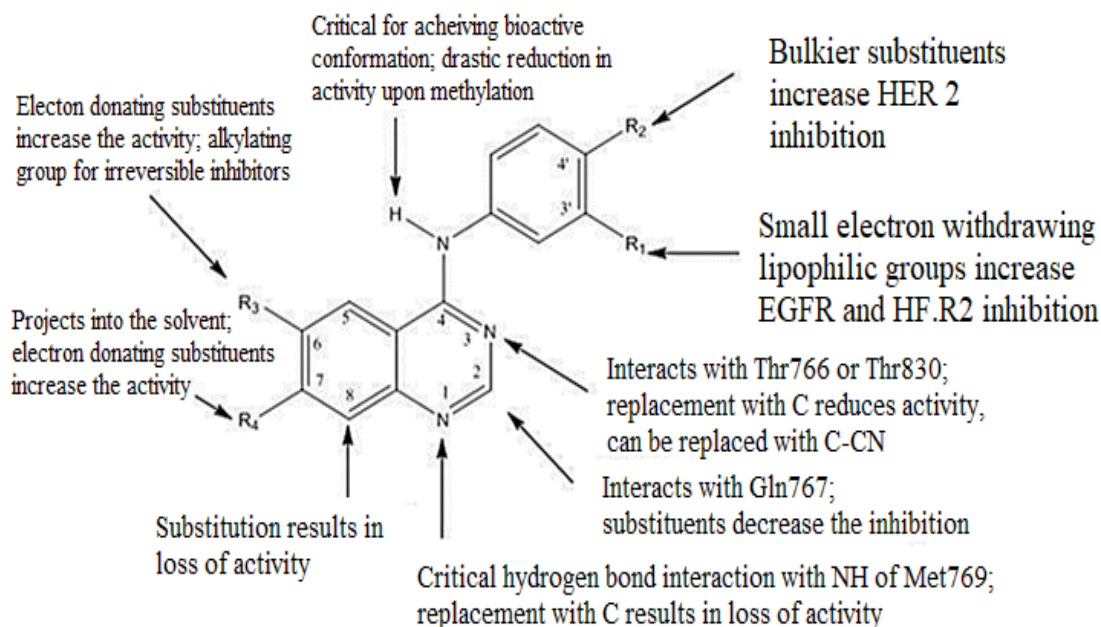 Critical for acheiving bioactive
conformation; drastic reduction in
activity upon methylation
Bulkier substituents
increase HER 2
inhibition
Electon donating substituents
increase the activity; alkylating
group for irreversible inhibitors
R2
4'
3'
H
N
R1
Small electron withdrawing
lipophilic groups increase
EGFR and HF.R2 inhibition
R3
5
4
3
N
6
Projects into the solvent;
electron donating substituents
increase the activity
7
8
1
2
R4
N
Interacts with Thr766 or Thr830;
replacement with C reduces activity,
can be replaced with C-CN
Interacts with Gln767;
substituents decrease the inhibition
Substitution results in
loss of activity
Critical hydrogen bond interaction with NH of Met769;
replacement with C results in loss of activity